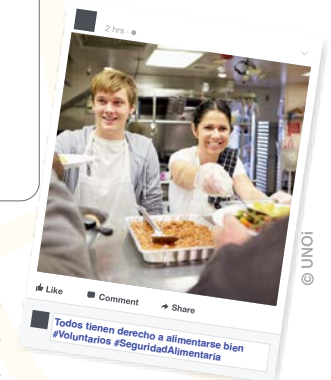 2 hrs ·
Like Comment Share
Todos tienen derecho a alimentarse bien
#Voluntarios #SeguridadAlimentaria
© UNOi